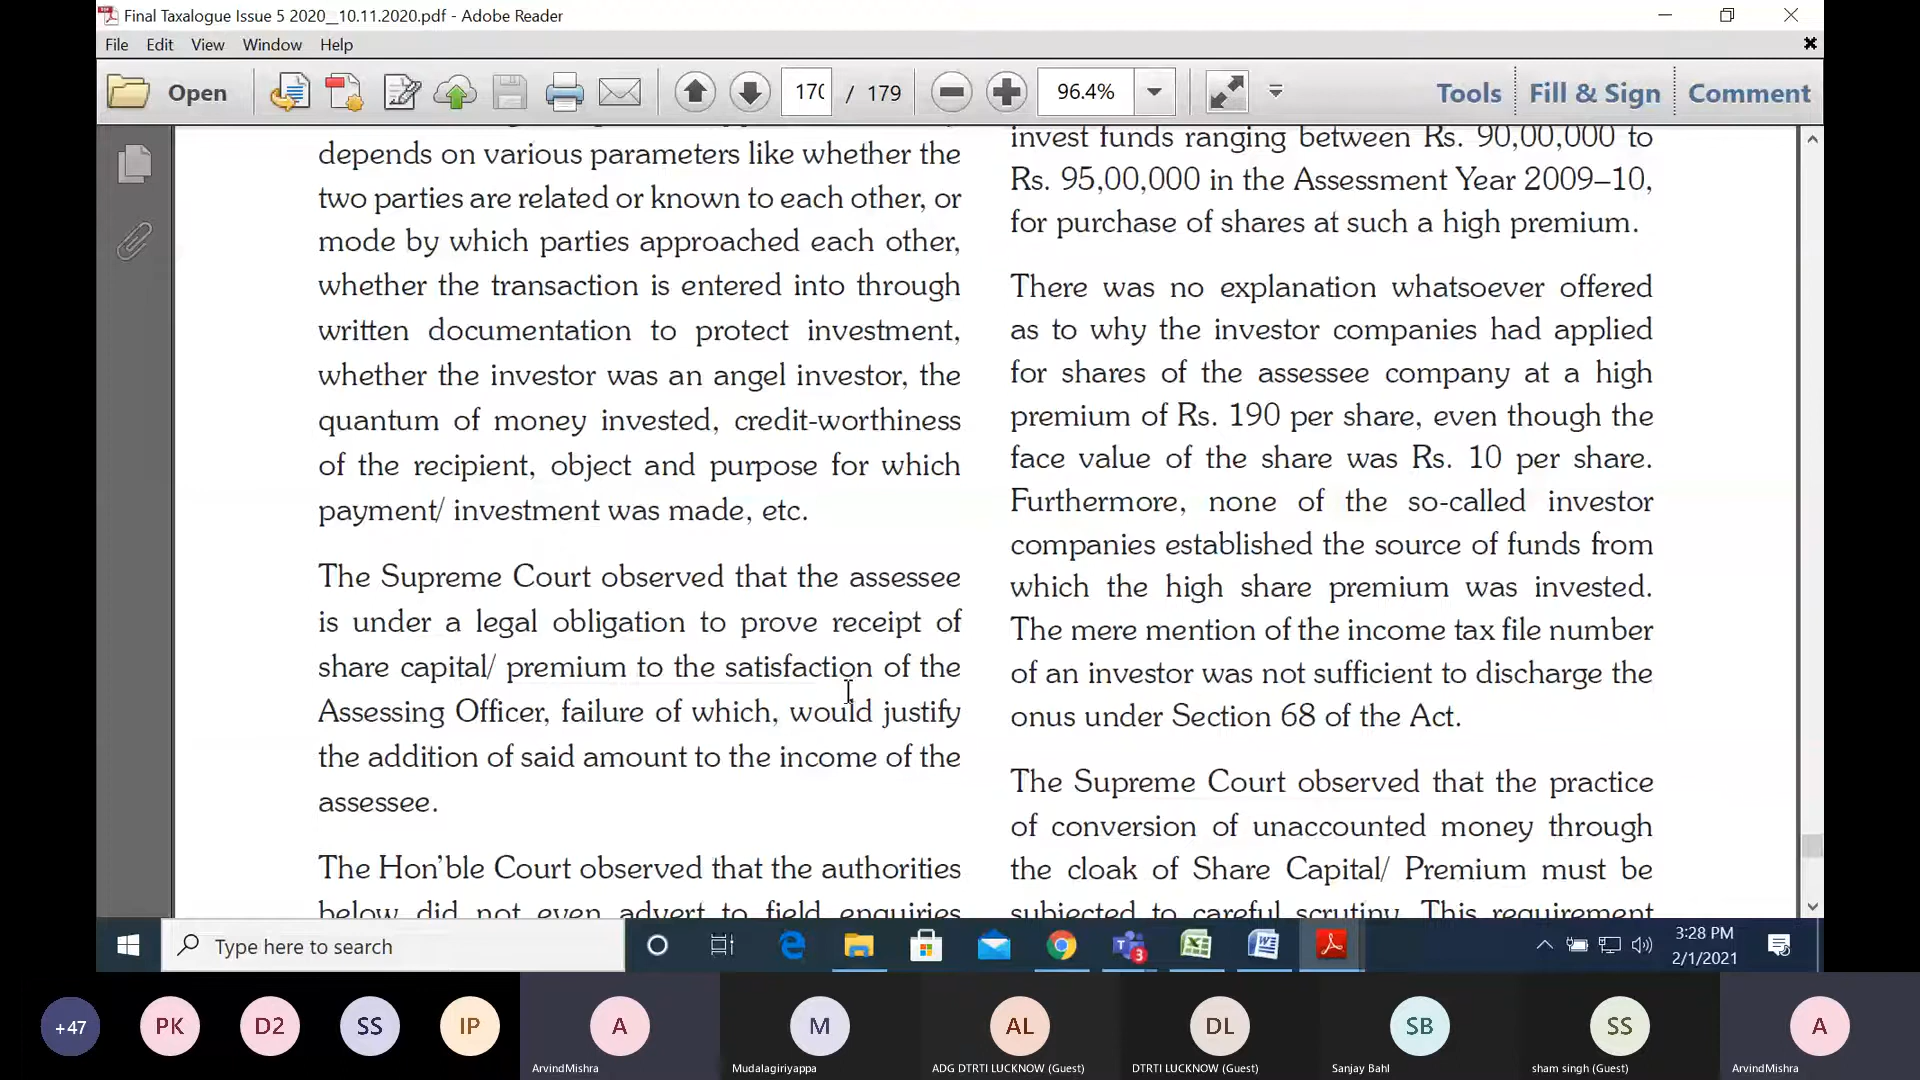 Final Taxalogue Issue 5 2020_10.11.2020.pdf - Adobe Reader
File Edit View Window Help
Open
170 / 179
96.4%
Tools Fill & Sign Comment
depends on various parameters like whether the
two parties are related or known to each other, or
mode by which parties approached each other,
whether the transaction is entered into through
written documentation to protect investment,
whether the investor was an angel investor, the
quantum of money invested, credit-worthiness
of the recipient, object and purpose for which
payment/ investment was made, etc.
The Supreme Court observed that the assessee
is under a legal obligation to prove receipt of
share capital/ premium to the satisfaction of the
Assessing Officer, failure of which, would justify
the addition of said amount to the income of the
assessee.
The Hon'ble Court observed that the authorities
below did not even advert to field enquiries
invest funds ranging between Rs. 90,00,000 to
Rs. 95,00,000 in the Assessment Year 2009–10,
for purchase of shares at such a high premium.
There was no explanation whatsoever offered
as to why the investor companies had applied
for shares of the assessee company at a high
premium of Rs. 190 per share, even though the
face value of the share was Rs. 10 per share.
Furthermore, none of the so-called investor
companies established the source of funds from
which the high share premium was invested.
The mere mention of the income tax file number
of an investor was not sufficient to discharge the
onus under Section 68 of the Act.
The Supreme Court observed that the practice
of conversion of unaccounted money through
the cloak of Share Capital/ Premium must be
subjected to careful scrutiny. This requirement
Type here to search
3
3:28 PM
2/1/2021
+47 PK D2 SS IP A M AL DL SB SS A
ArvindMishra Mudalagiriyappa ADG DTRTI LUCKNOW (Guest) DTRTI LUCKNOW (Guest) Sanjay Bahl sham singh (Guest) ArvindMishra